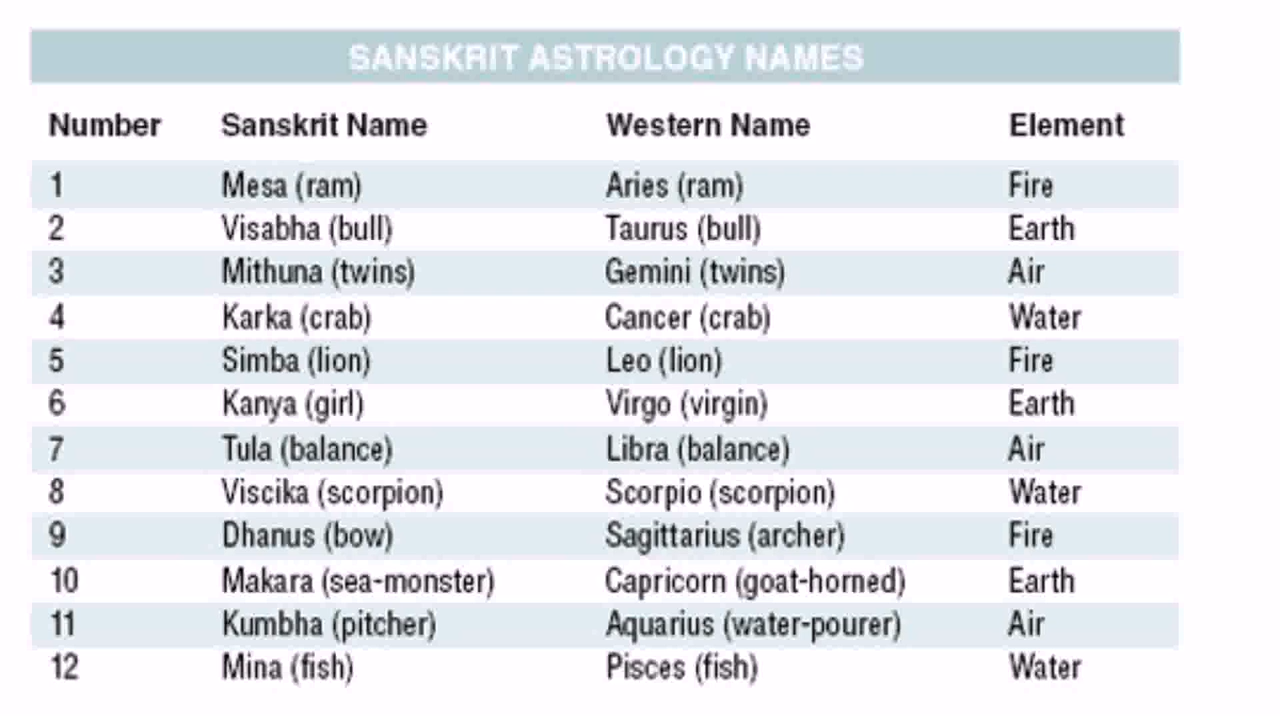 SANSKRIT ASTROLOGY NAMES
Number Sanskrit Name Western Name Element
1 Mesa (ram) Aries (ram) Fire
2 Visabha (bull) Taurus (bull) Earth
3 Mithuna (twins) Gemini (twins) Air
4 Karka (crab) Cancer (crab) Water
5 Simba (lion) Leo (lion) Fire
6 Kanya (girl) Virgo (virgin) Earth
7 Tula (balance) Libra (balance) Air
8 Viscika (scorpion) Scorpio (scorpion) Water
9 Dhanus (bow) Sagittarius (archer) Fire
10 Makara (sea-monster) Capricorn (goat-horned) Earth
11 Kumbha (pitcher) Aquarius (water-pourer) Air
12 Mina (fish) Pisces (fish) Water